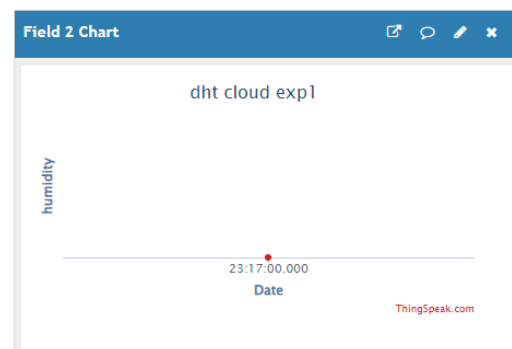 Field 2 Chart
dht cloud exp1
humidity
23:17:00.000
Date
ThingSpeak.com